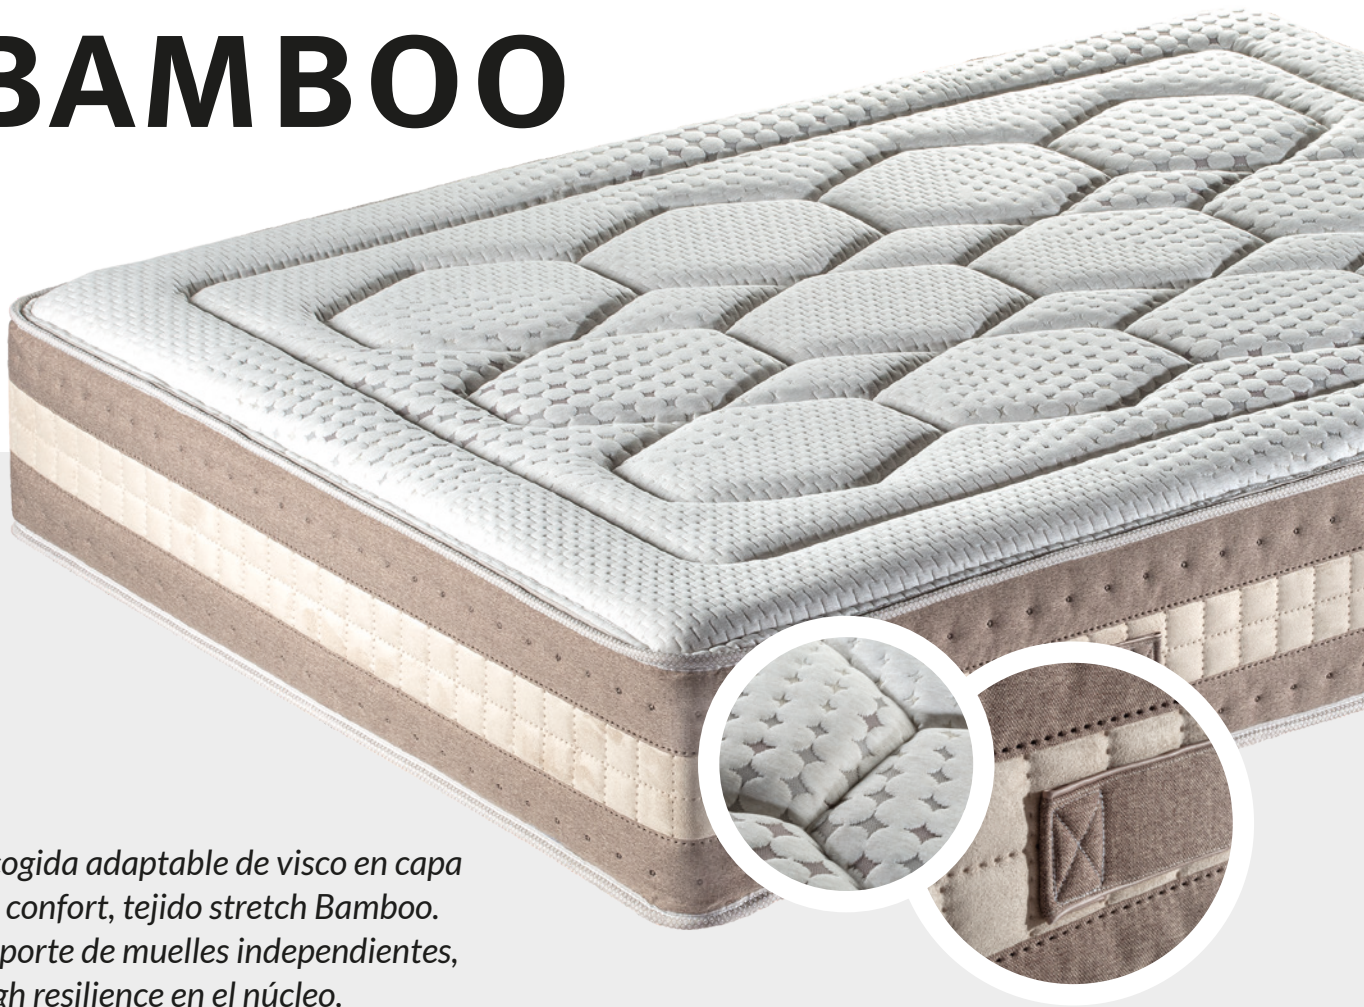 BAMBOO
cogida adaptable de visco en capa
confort, tejido stretch Bamboo.
porte de muelles independientes,
gh resilience en el núcleo.